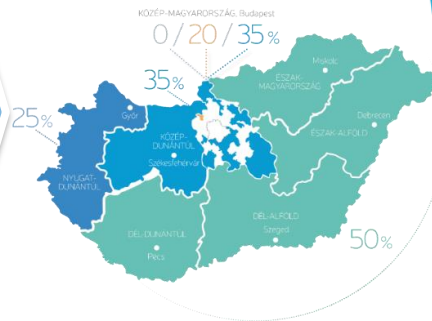 KÖZÉP-MAGYARORSZÁG, Budapest
0 / 20 / 35%
35%
25%
Miskolc
ÉSZAK-
MAGYARORSZÁG
Győr
Debrecen
ÉSZAK-ALFÖLD
KÖZÉP-
DUNÁNTÚL
Székesfehérvár
NYUGAT-
DUNÁNTÚL
DÉL-ALFÖLD
Szeged
DÉL-DUNÁNTÚL
Pécs
50%